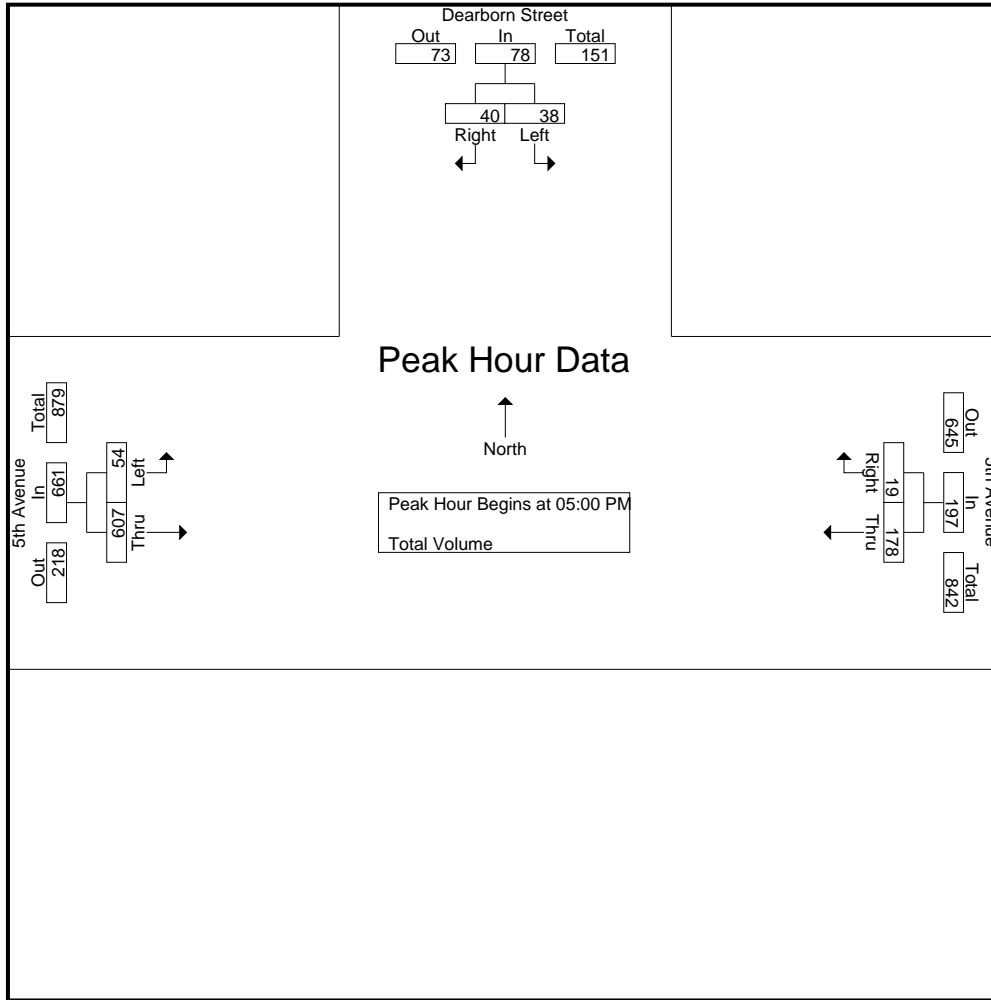 Dearborn Street
Out In Total
73 78 151
40 38
Right Left
Peak Hour Data
North
Peak Hour Begins at 05:00 PM
Total Volume
5th Avenue
Out In Total
218 661 879
Left Thru
54 607
5th Avenue
Out In Total
645 197 842
Right Thru
19 178